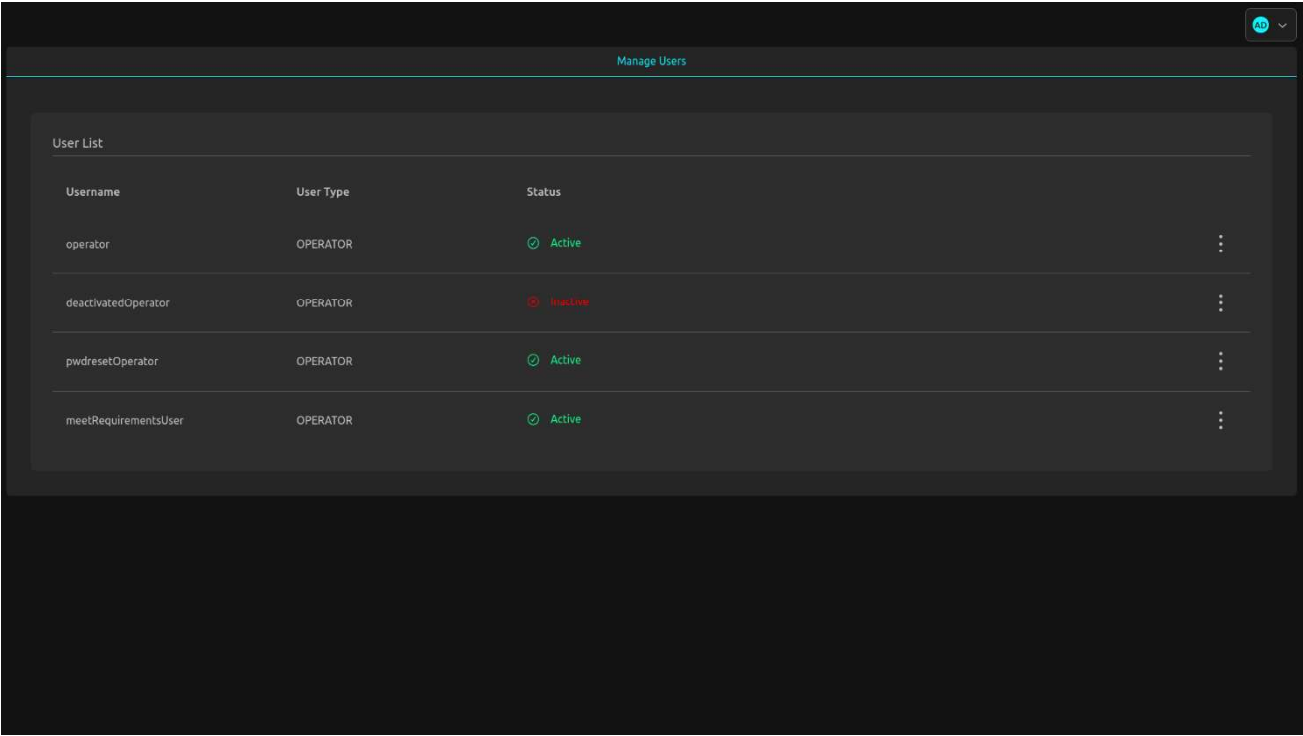 AD
Manage Users
User List
Username User Type Status
operator OPERATOR Active
deactivatedOperator OPERATOR Inactive
pwdresetOperator OPERATOR Active
meetRequirementsUser OPERATOR Active